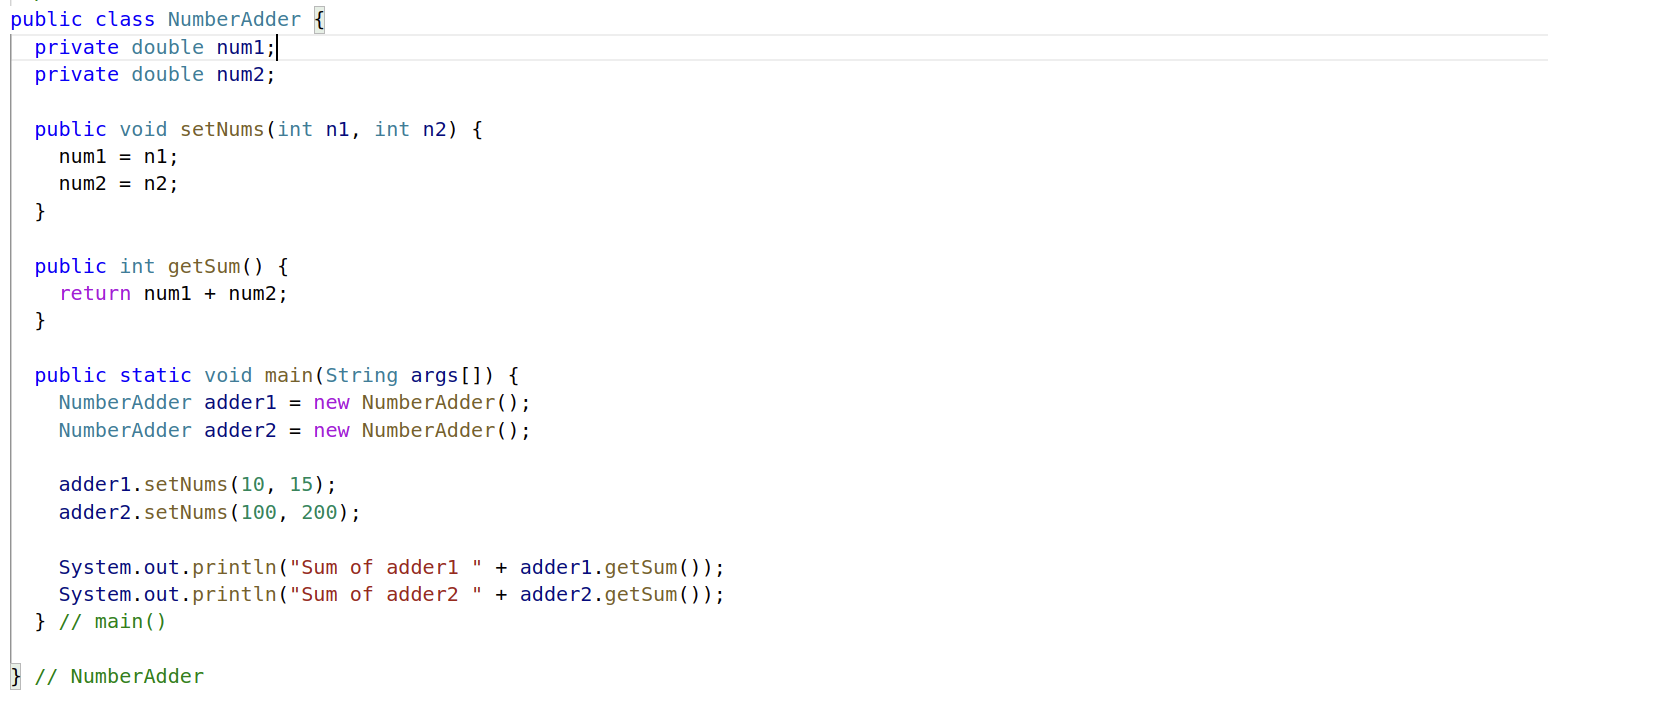 public class NumberAdder {
  private double num1;
  private double num2;

  public void setNums(int n1, int n2) {
    num1 = n1;
    num2 = n2;
  }

  public int getSum() {
    return num1 + num2;
  }

  public static void main(String args[]) {
    NumberAdder adder1 = new NumberAdder();
    NumberAdder adder2 = new NumberAdder();

    adder1.setNums(10, 15);
    adder2.setNums(100, 200);

    System.out.println("Sum of adder1 " + adder1.getSum());
    System.out.println("Sum of adder2 " + adder2.getSum());
  } // main()

} // NumberAdder